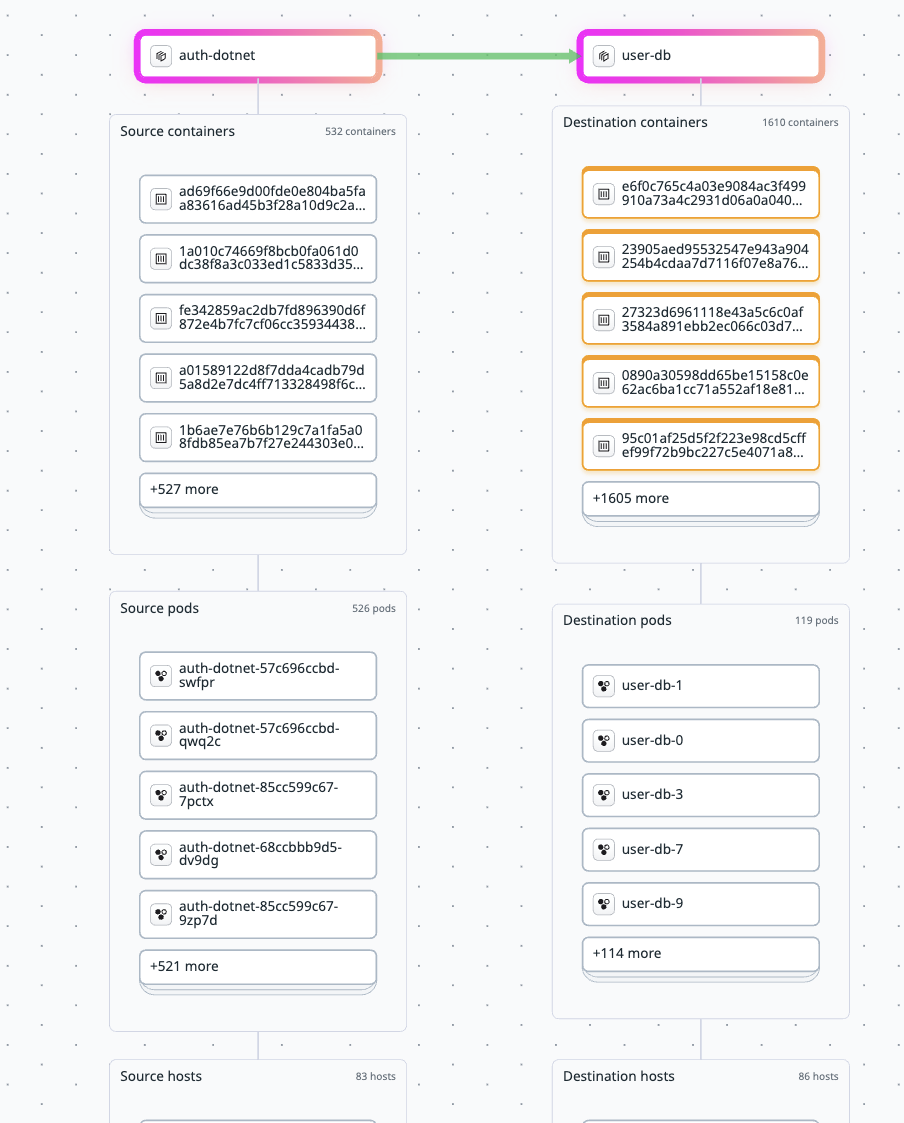 auth-dotnet
user-db
Source containers
532 containers
ad69f66e9d00fde0e804ba5fa
a83616ad45b3f28a10d9c2a...
1a010c74669f8bcb0fa061d0
dc38f8a3c033ed1c5833d35...
fe342859ac2db7fd896390d6f
872e4b7fc7cf06cc35934438...
a01589122d8f7dda4cadb79d
5a8d2e7dc4ff713328498f6c...
1b6ae7e76b6b129c7a1fa5a0
8fdb85ea7b7f27e244303e0...
+527 more
Destination containers
1610 containers
e6f0c765c4a03e9084ac3f499
910a73a4c2931d06a0a040...
23905aed95532547e943a904
254b4cdaa7d7116f07e8a76...
27323d6961118e43a5c6c0af
3584a891ebb2ec066c03d7...
0890a30598dd65be15158c0e
62ac6ba1cc71a552af18e81...
95c01af25d5f2f223e98cd5cff
ef99f72b9bc227c5e4071a8...
+1605 more
Source pods
526 pods
auth-dotnet-57c696ccbd-
swfpr
auth-dotnet-57c696ccbd-
qwq2c
auth-dotnet-85cc599c67-
7pctx
auth-dotnet-68ccbbb9d5-
dv9dg
auth-dotnet-85cc599c67-
9zp7d
+521 more
Destination pods
119 pods
user-db-1
user-db-0
user-db-3
user-db-7
user-db-9
+114 more
Source hosts
83 hosts
Destination hosts
86 hosts